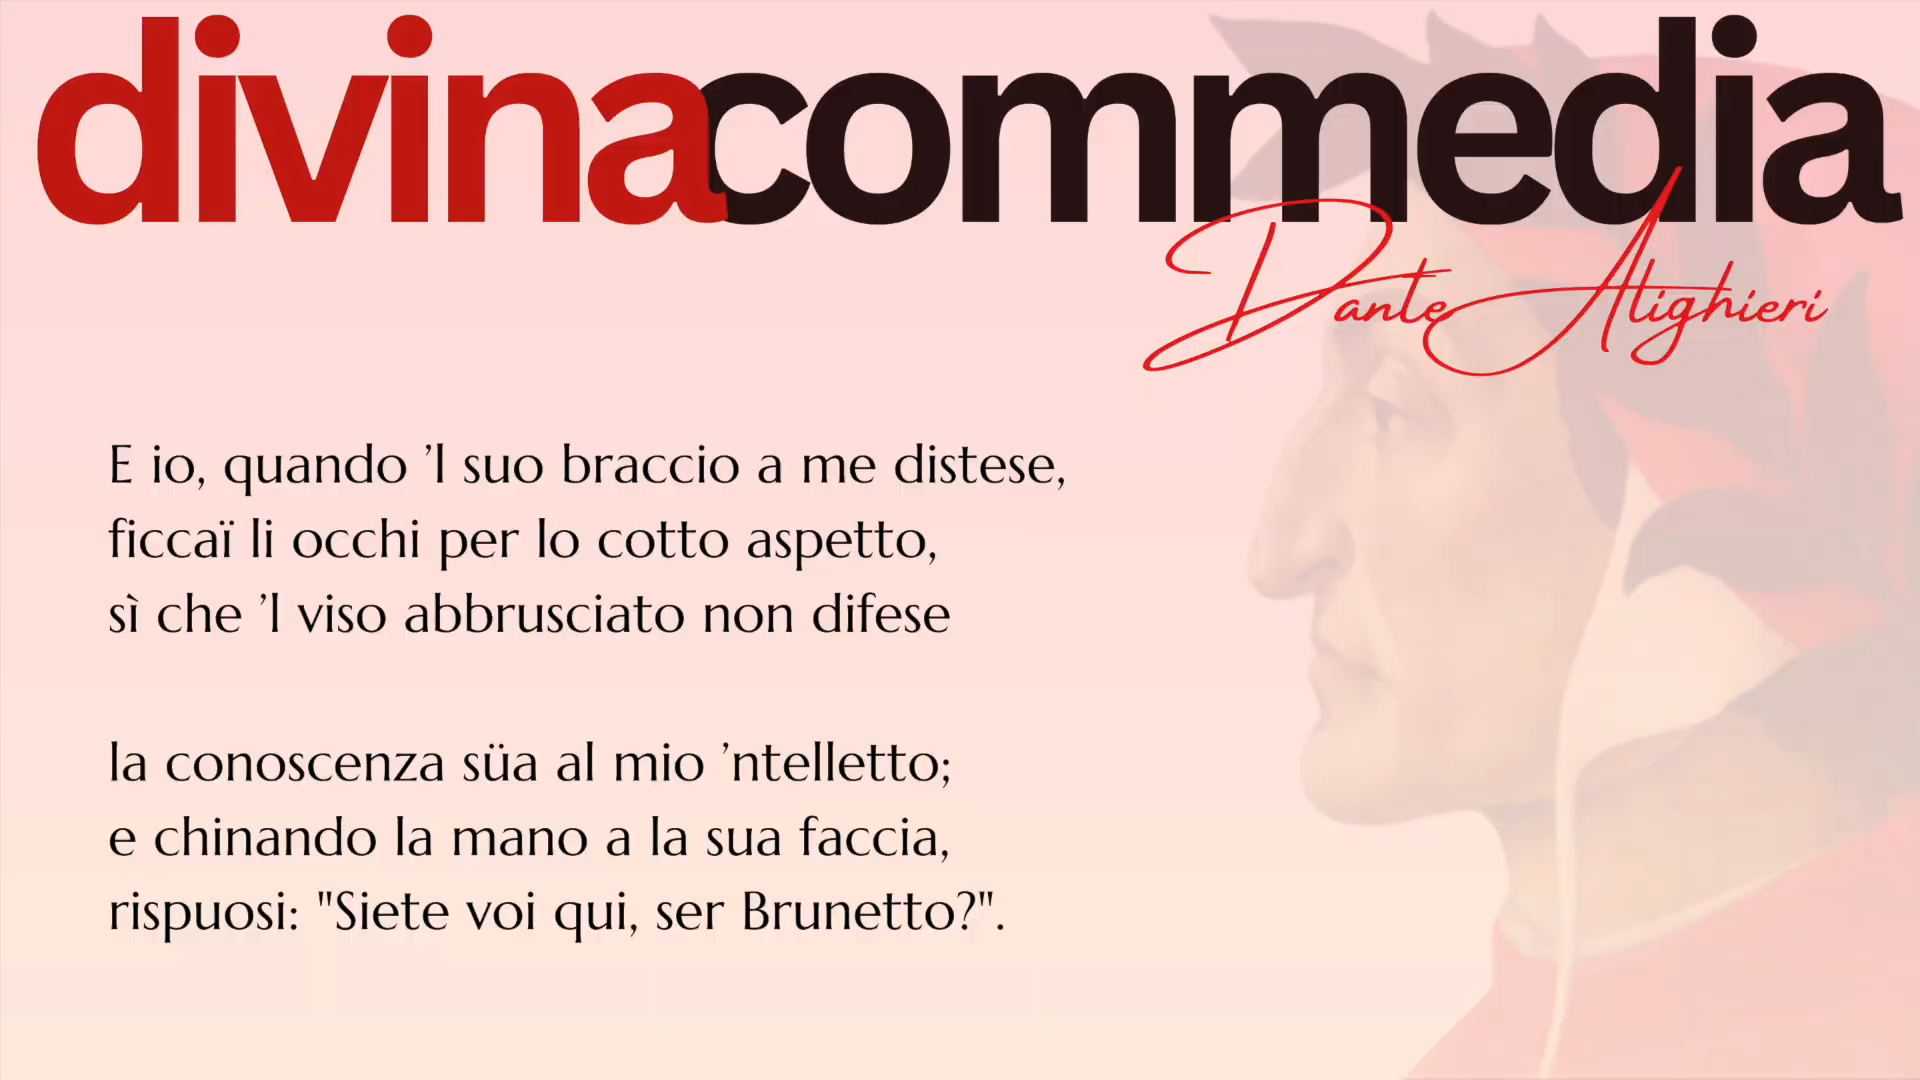 divinacommedia
Dante Alighieri
E io, quando ’l suo braccio a me distese,
ficcaï li occhi per lo cotto aspetto,
sì che ’l viso abbrusciato non difese
la conoscenza süa al mio ’ntelletto;
e chinando la mano a la sua faccia,
rispuosi: "Siete voi qui, ser Brunetto?".